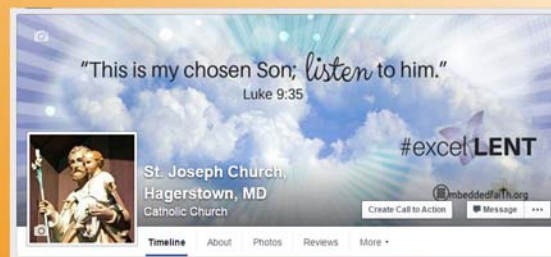 “This is my chosen Son; listen to him.”
Luke 9:35
#excelLENT
embeddedfaith.org
St. Joseph Church,
Hagerstown, MD
Catholic Church
Create Call to Action
Message
Timeline About Photos Reviews More